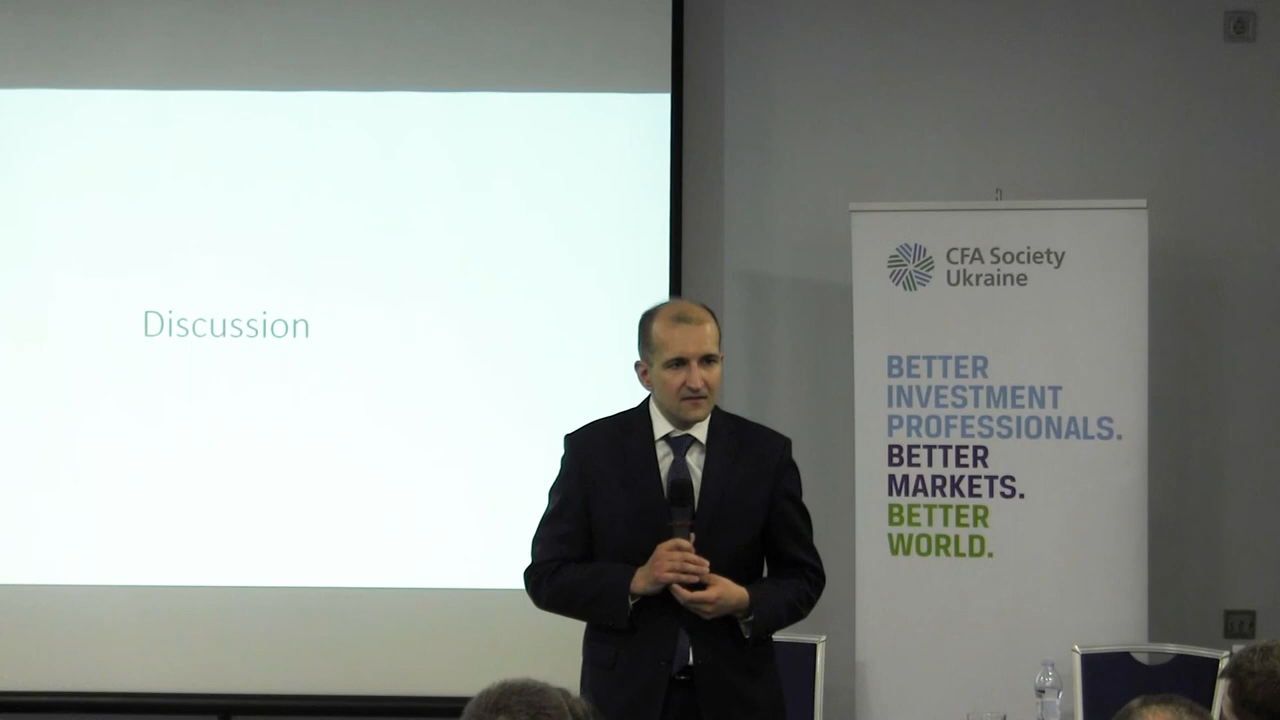 Discussion
CFA Society
Ukraine
BETTER
INVESTMENT
PROFESSIONALS.
BETTER
MARKETS.
BETTER
WORLD.